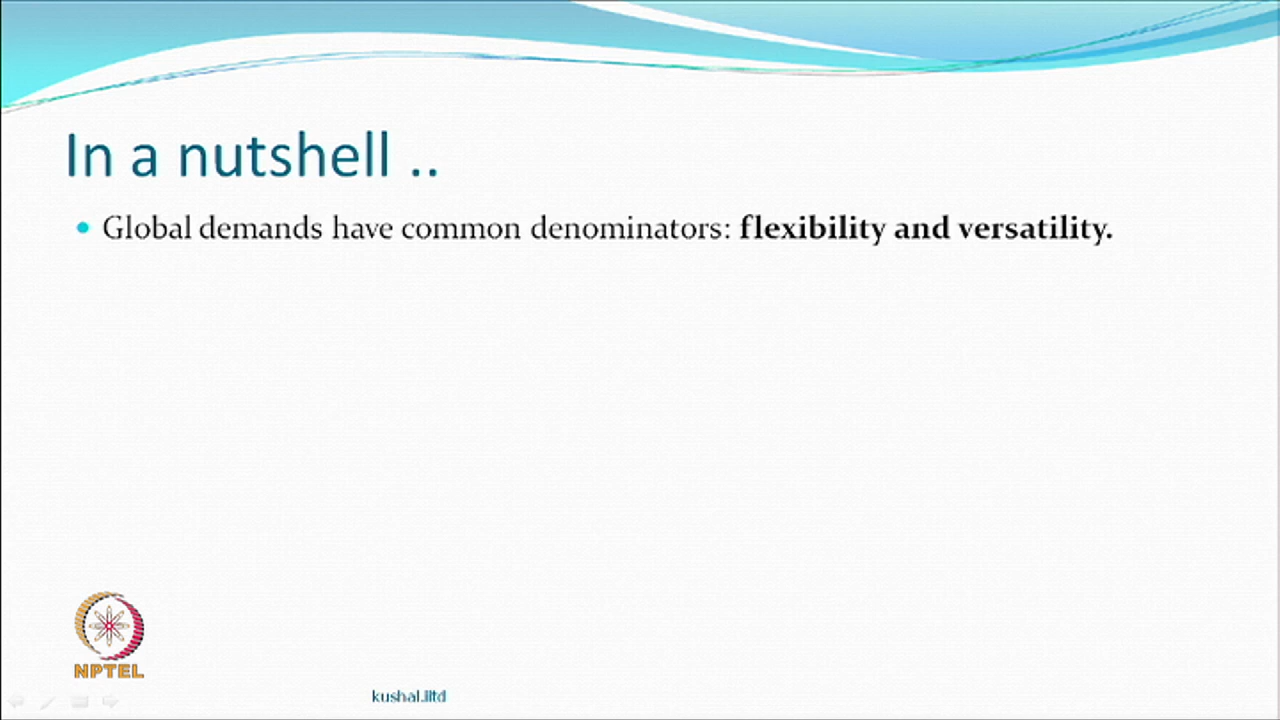 In a nutshell ..
Global demands have common denominators: flexibility and versatility.
NPTEL
kushal.iitd